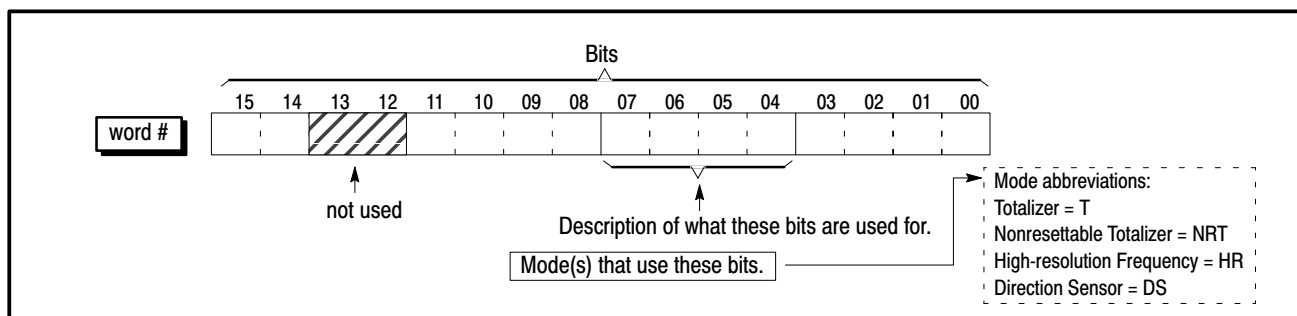 Bits
15 14 13 12 11 10 09 08 07 06 05 04 03 02 01 00
word #
not used
Description of what these bits are used for.
Mode(s) that use these bits.
Mode abbreviations:
Totalizer = T
Nonresettable Totalizer = NRT
High-resolution Frequency = HR
Direction Sensor = DS